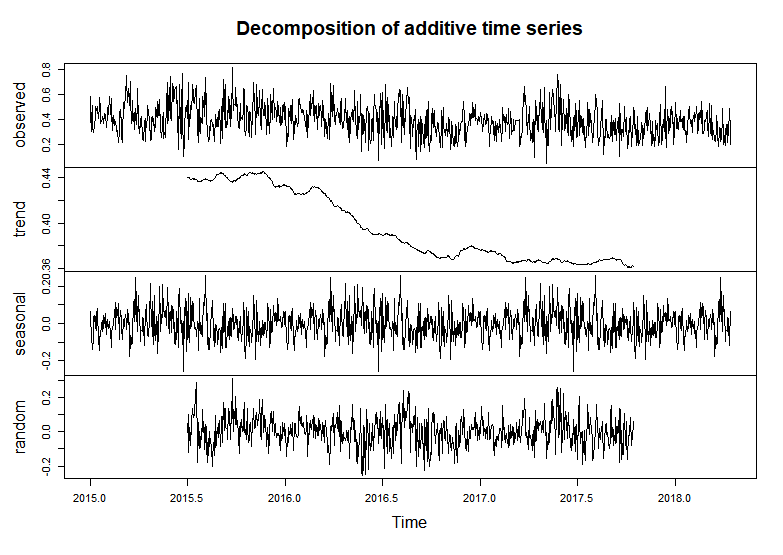 Decomposition of additive time series
observed
0.2 0.4 0.6 0.8
trend
0.36 0.40 0.44
seasonal
-0.2 0.0 0.20
random
-0.2 0.0 0.2
2015.0 2015.5 2016.0 2016.5 2017.0 2017.5 2018.0
Time